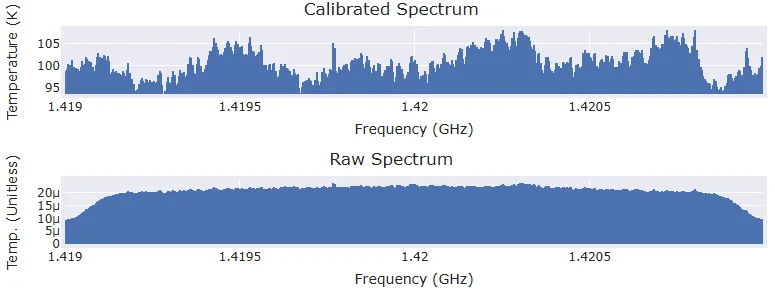 Calibrated Spectrum
Temperature (K)
105
100
95
1.419 1.4195 1.42 1.4205
Frequency (GHz)
Raw Spectrum
Temp. (Unitless)
20μ
15μ
10μ
5μ
0
1.419 1.4195 1.42 1.4205
Frequency (GHz)